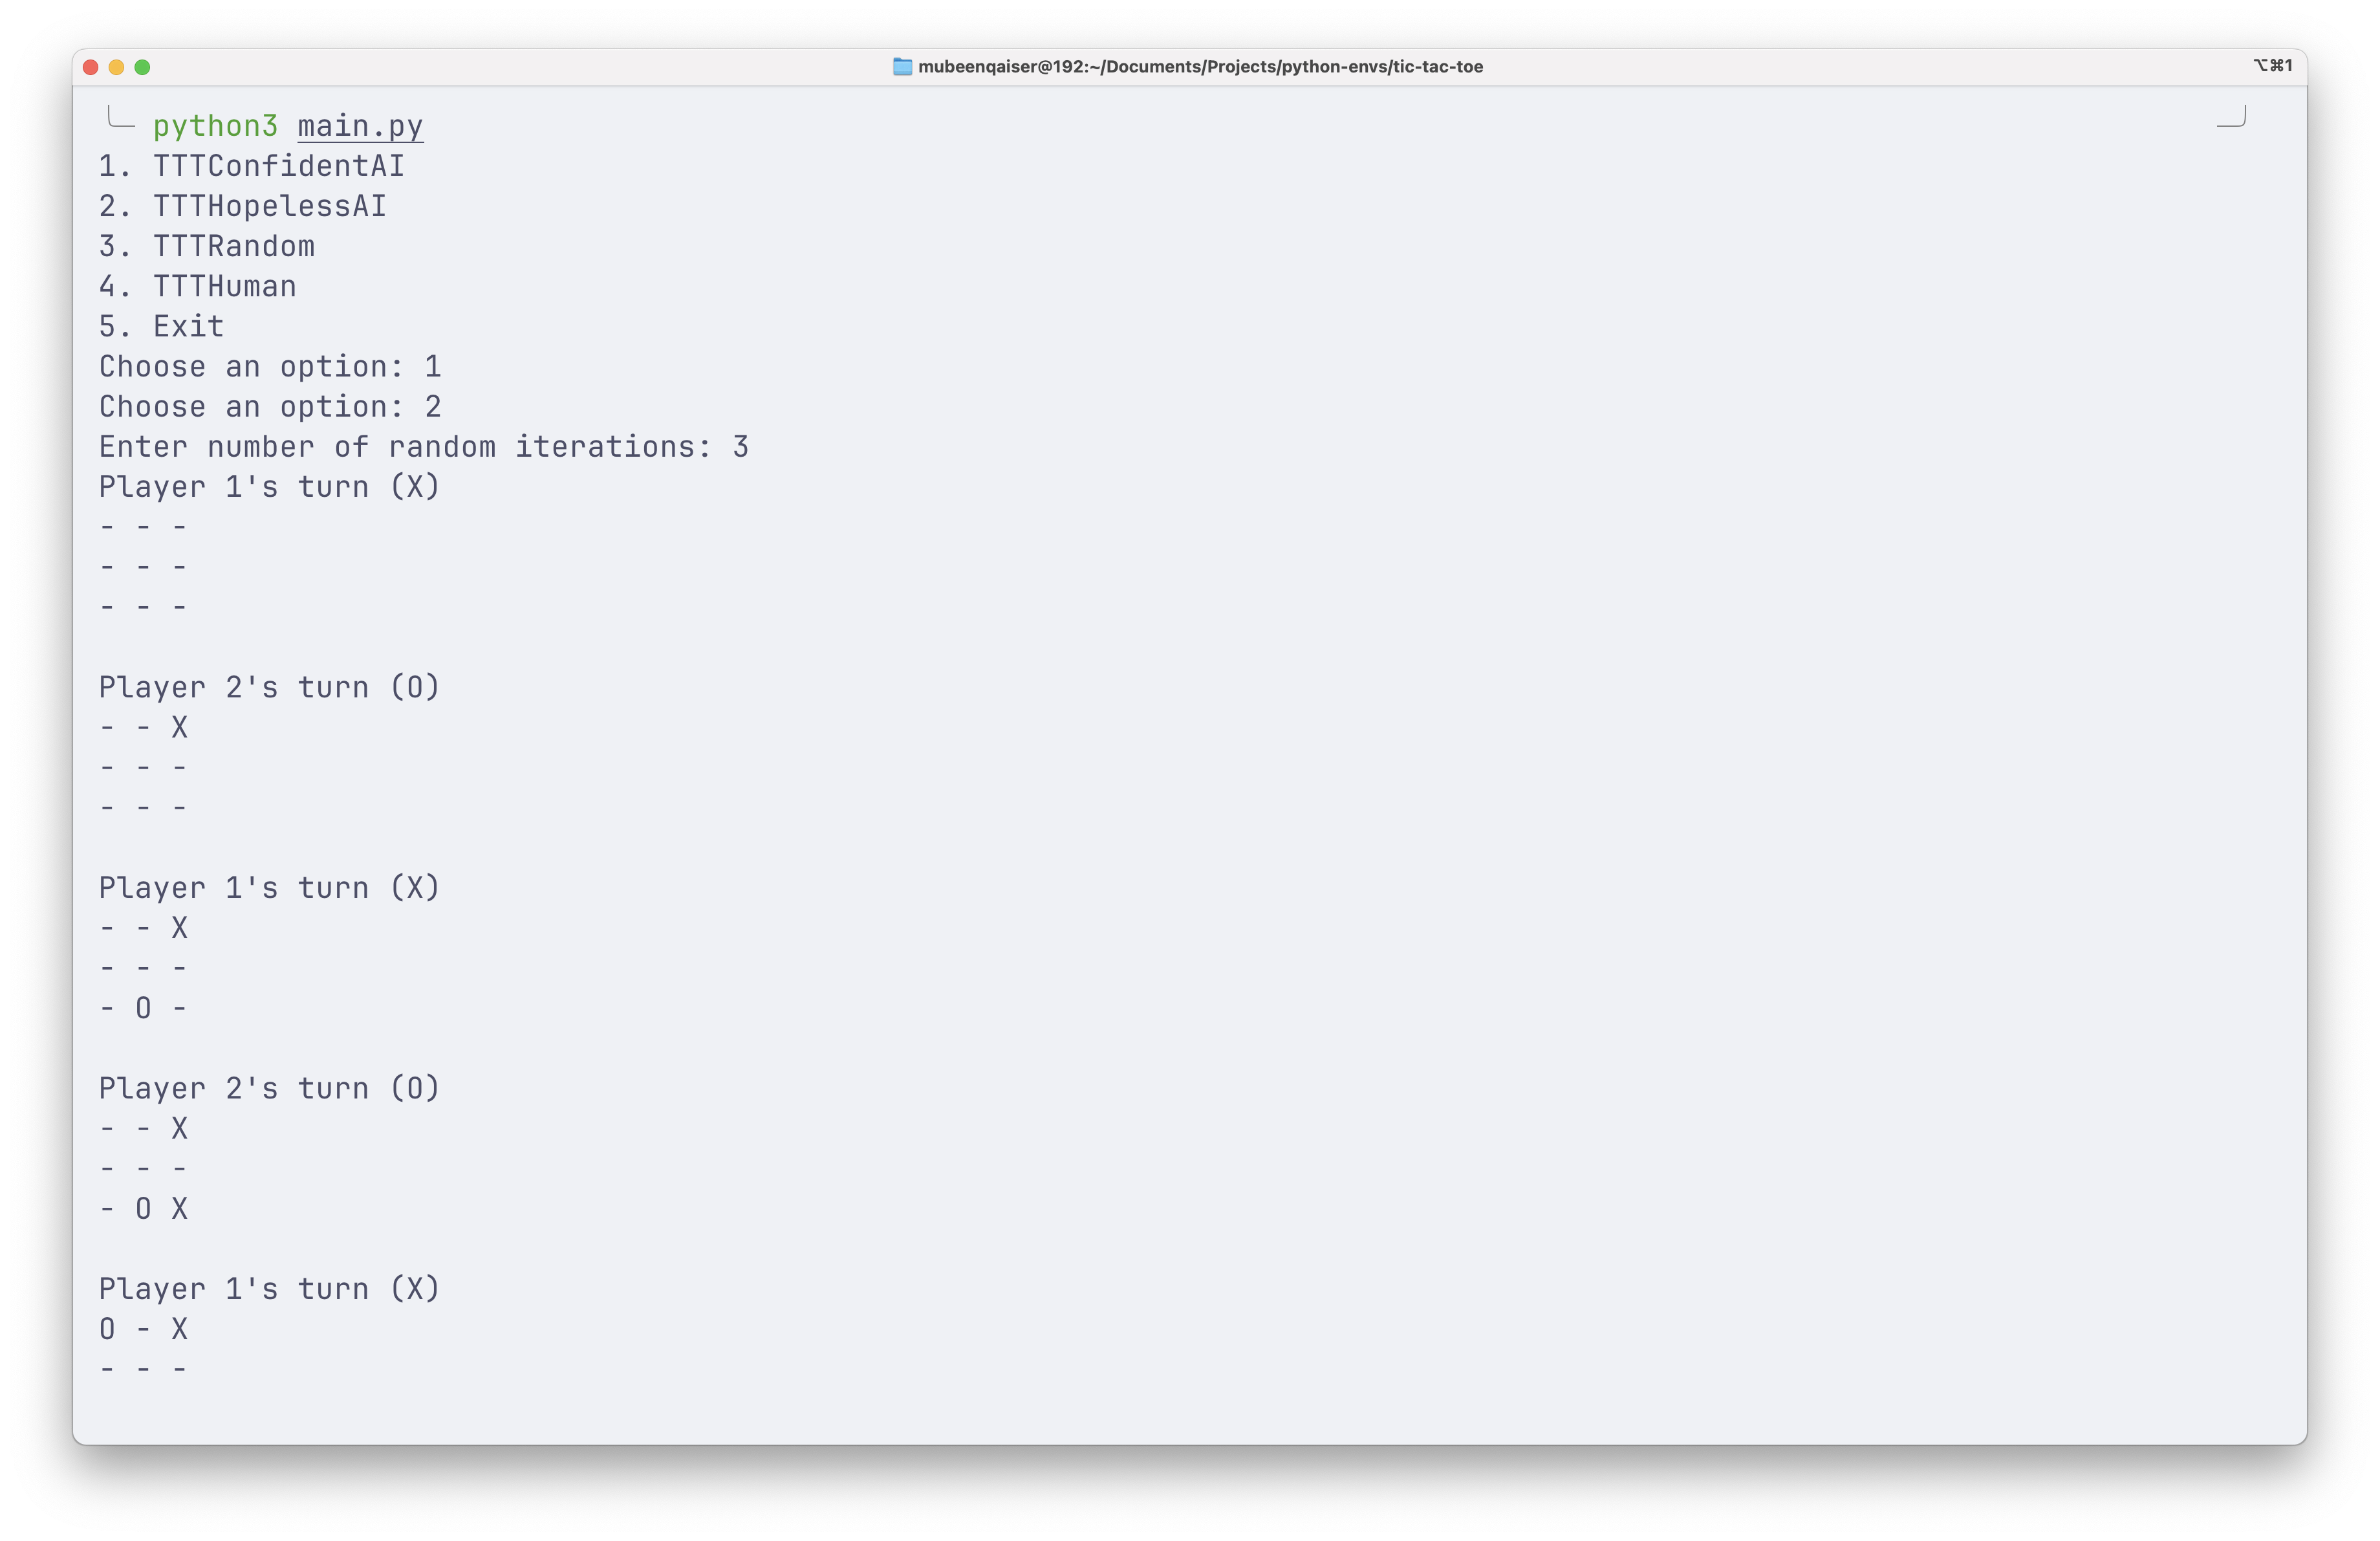 mubeenqaiser@192:~/Documents/Projects/python-envs/tic-tac-toe
⌥⌘1
python3 main.py
1. TTTConfidentAI
2. TTTHopelessAI
3. TTTRandom
4. TTTHuman
5. Exit
Choose an option: 1
Choose an option: 2
Enter number of random iterations: 3
Player 1's turn (X)
- - -
- - -
- - -
Player 2's turn (O)
- - X
- - -
- - -
Player 1's turn (X)
- - X
- - -
- O -
Player 2's turn (O)
- - X
- - -
- O X
Player 1's turn (X)
O - X
- - -